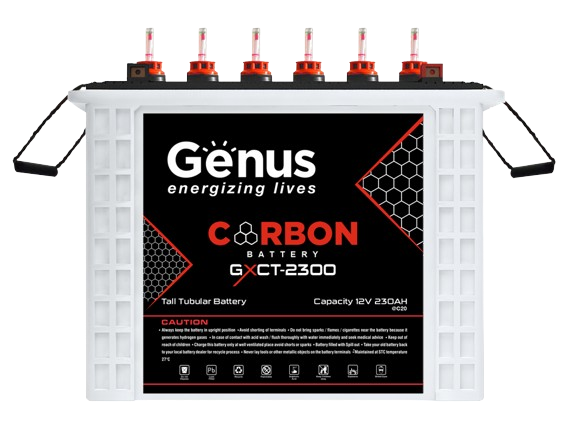 Genus
energizing lives
CARBON
BATTERY
GXCT-2300
Tall Tubular Battery Capacity 12V 230AH
@C20
CAUTION
• Always keep the battery in upright position • Avoid shorting of terminals • Do not bring sparks / flames / cigarettes near the battery because it
generates hydrogen gases • In case of contact with acid wash / flush thoroughly with water immediately and seek medical advice • Keep out of
reach of children • Charge this battery only at well ventilated place avoid shorts or sparks • Battery filled with Spill out • Take your old battery back
to your local battery dealer for recycle process • Never lay tools or other metallic objects on the battery terminals *Maintained at STC temperature
27°C
Pb